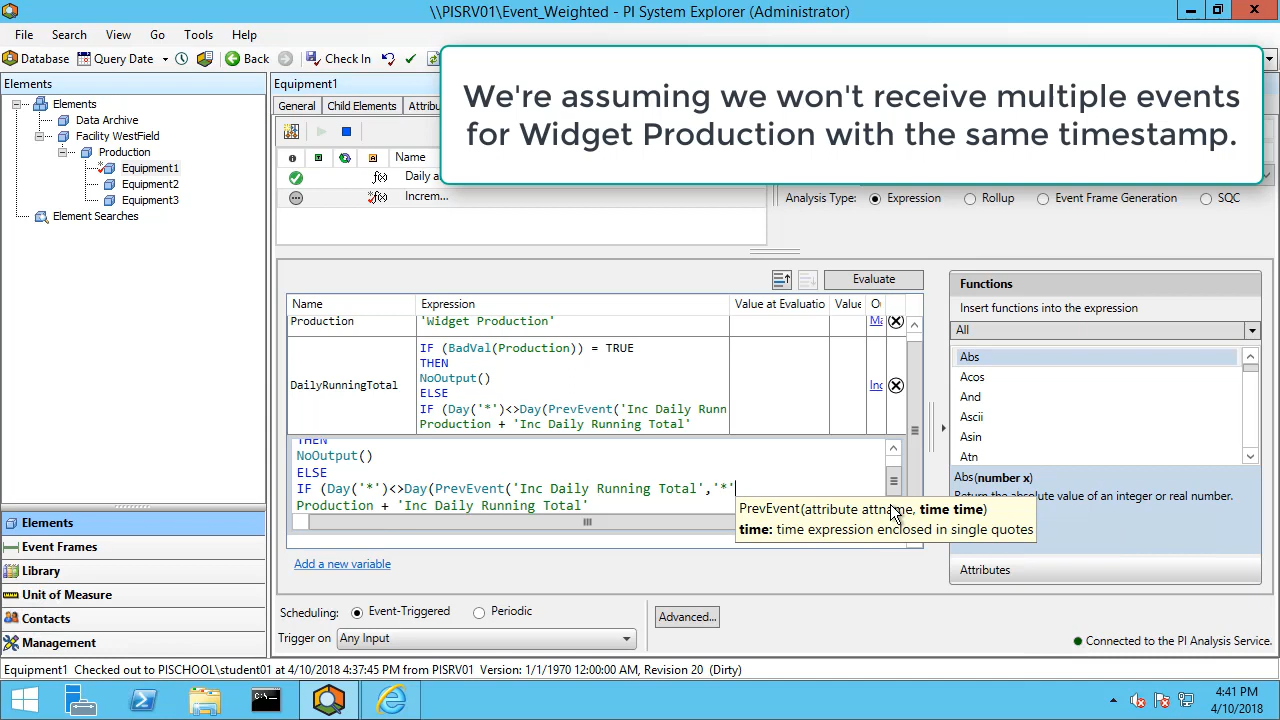 \\PISRV01\Event_Weighted - PI System Explorer (Administrator)
File Search View Go Tools Help
Database Query Date Back Check In
We're assuming we won't receive multiple events
for Widget Production with the same timestamp.
Elements
Elements
Data Archive
Facility WestField
Production
Equipment1
Equipment2
Equipment3
Element Searches
Elements
Event Frames
Library
Unit of Measure
Contacts
Management
Equipment1
General Child Elements Attribu
Name
f(x) Daily a
f(x) Increm...
Analysis Type: Expression Rollup Event Frame Generation SQC
Evaluate
Name Expression Value at Evaluatio Value
Production 'Widget Production' Ma
DailyRunningTotal
IF (BadVal(Production)) = TRUE
THEN
NoOutput()
ELSE
IF (Day('*')<>Day(PrevEvent('Inc Daily Runn
Production + 'Inc Daily Running Total'
Inc
THEN
NoOutput()
ELSE
IF (Day('*')<>Day(PrevEvent('Inc Daily Running Total','*'
Production + 'Inc Daily Running Total'
PrevEvent(attribute attname, time time)
time: time expression enclosed in single quotes
Add a new variable
Scheduling: Event-Triggered Periodic
Trigger on Any Input
Advanced...
Functions
Insert functions into the expression
All
Abs
Acos
And
Ascii
Asin
Atn
Abs(number x)
Return the absolute value of an integer or real number.
Attributes
Connected to the PI Analysis Service.
Equipment1 Checked out to PISCHOOL\student01 at 4/10/2018 4:37:45 PM from PISRV01 Version: 1/1/1970 12:00:00 AM, Revision 20 (Dirty)
4:41 PM
4/10/2018